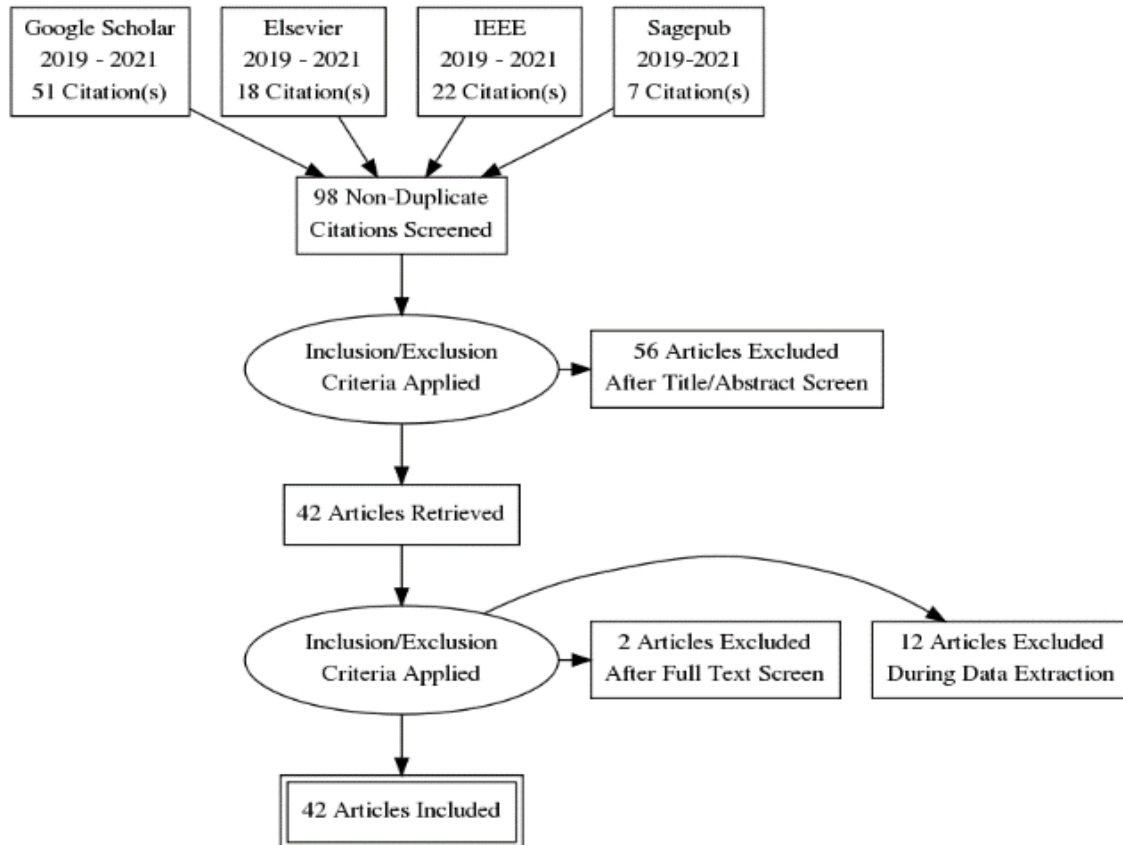 Google Scholar
2019 - 2021
51 Citation(s)
Elsevier
2019 - 2021
18 Citation(s)
IEEE
2019 - 2021
22 Citation(s)
Sagepub
2019-2021
7 Citation(s)
98 Non-Duplicate
Citations Screened
Inclusion/Exclusion
Criteria Applied
56 Articles Excluded
After Title/Abstract Screen
42 Articles Retrieved
Inclusion/Exclusion
Criteria Applied
2 Articles Excluded
After Full Text Screen
12 Articles Excluded
During Data Extraction
42 Articles Included